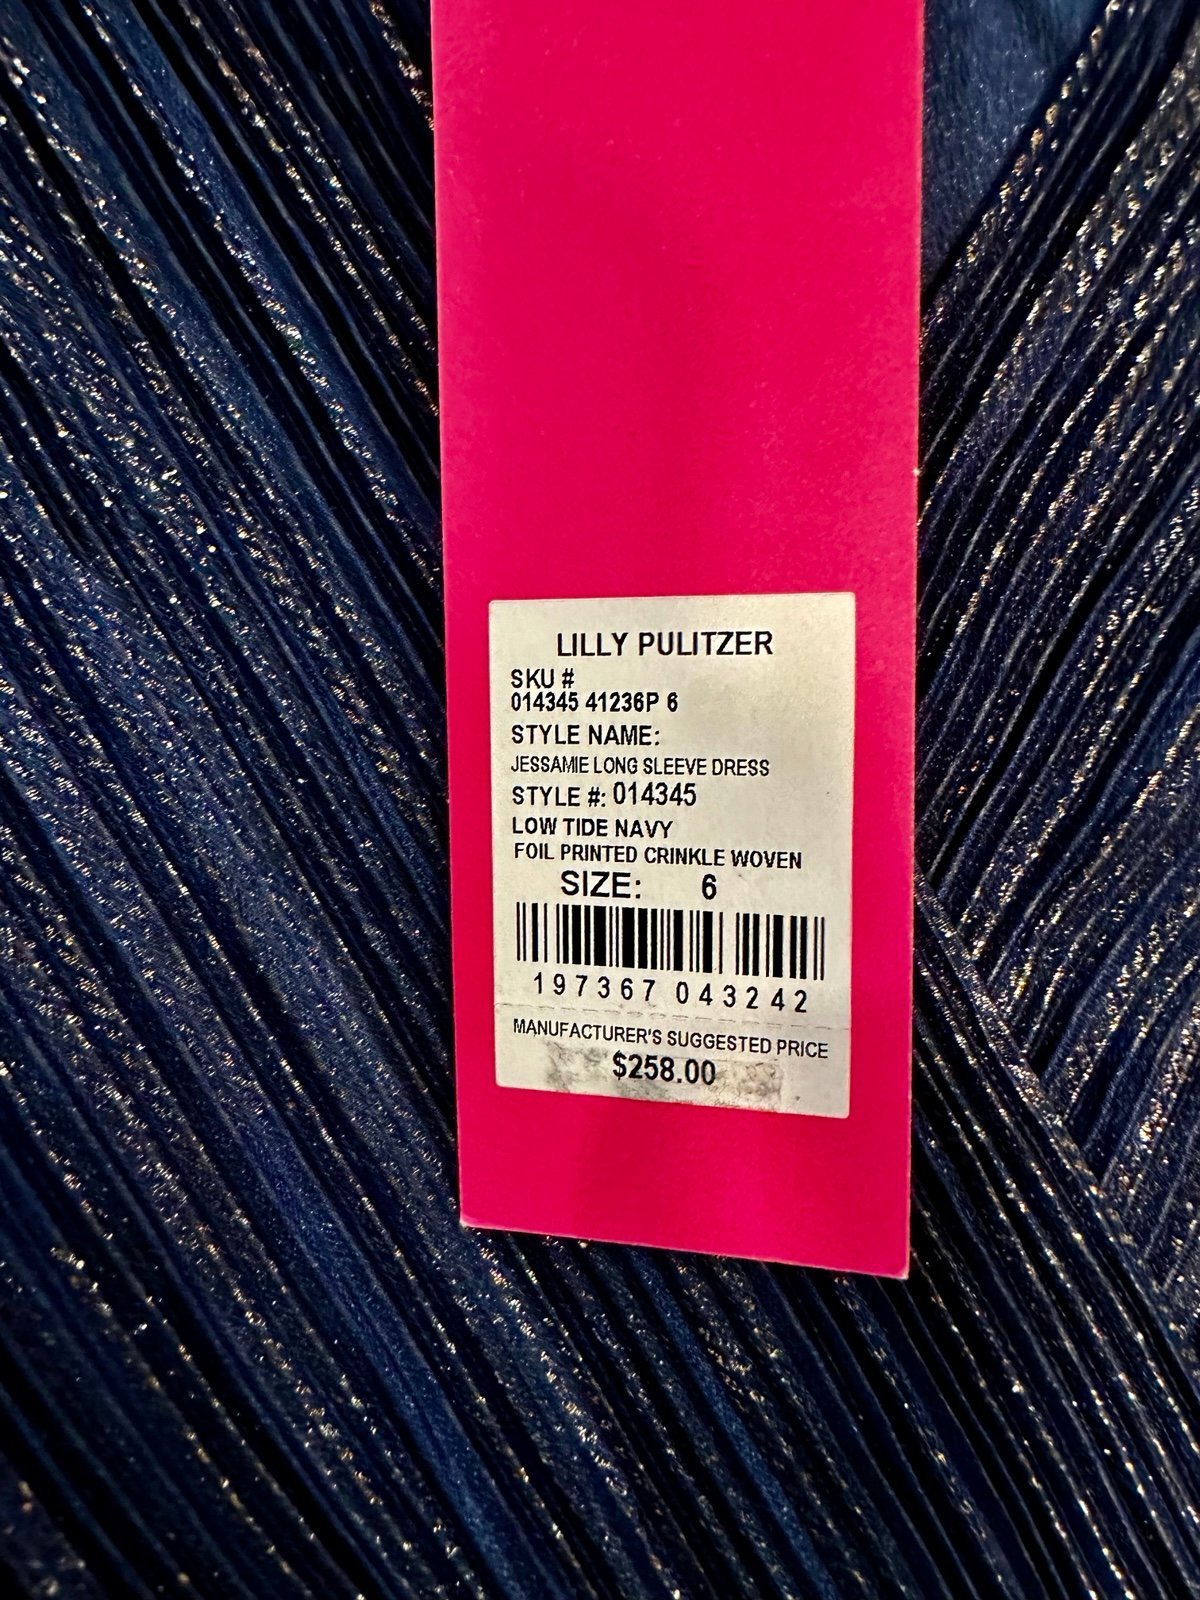 LILLY PULITZER
SKU #
014345 41236P 6
STYLE NAME:
JESSAMIE LONG SLEEVE DRESS
STYLE #: 014345
LOW TIDE NAVY
FOIL PRINTED CRINKLE WOVEN
SIZE: 6
197367 043242
MANUFACTURER'S SUGGESTED PRICE
$258.00